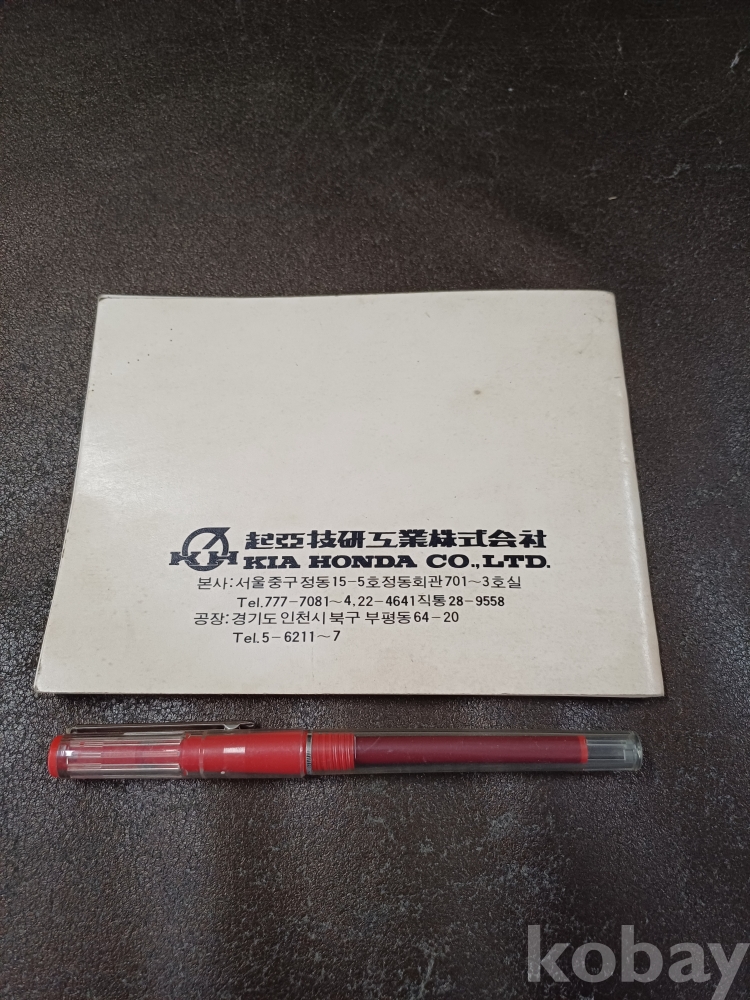 KH 起亞技研工業株式会社
KIA HONDA CO.,LTD.
본사:서울중구정동15-5호정동회관701~3호실
Tel.777-7081~4.22-4641직통28-9558
공장:경기도인천시북구 부평동64-20
Tel.5-6211~7
kobay